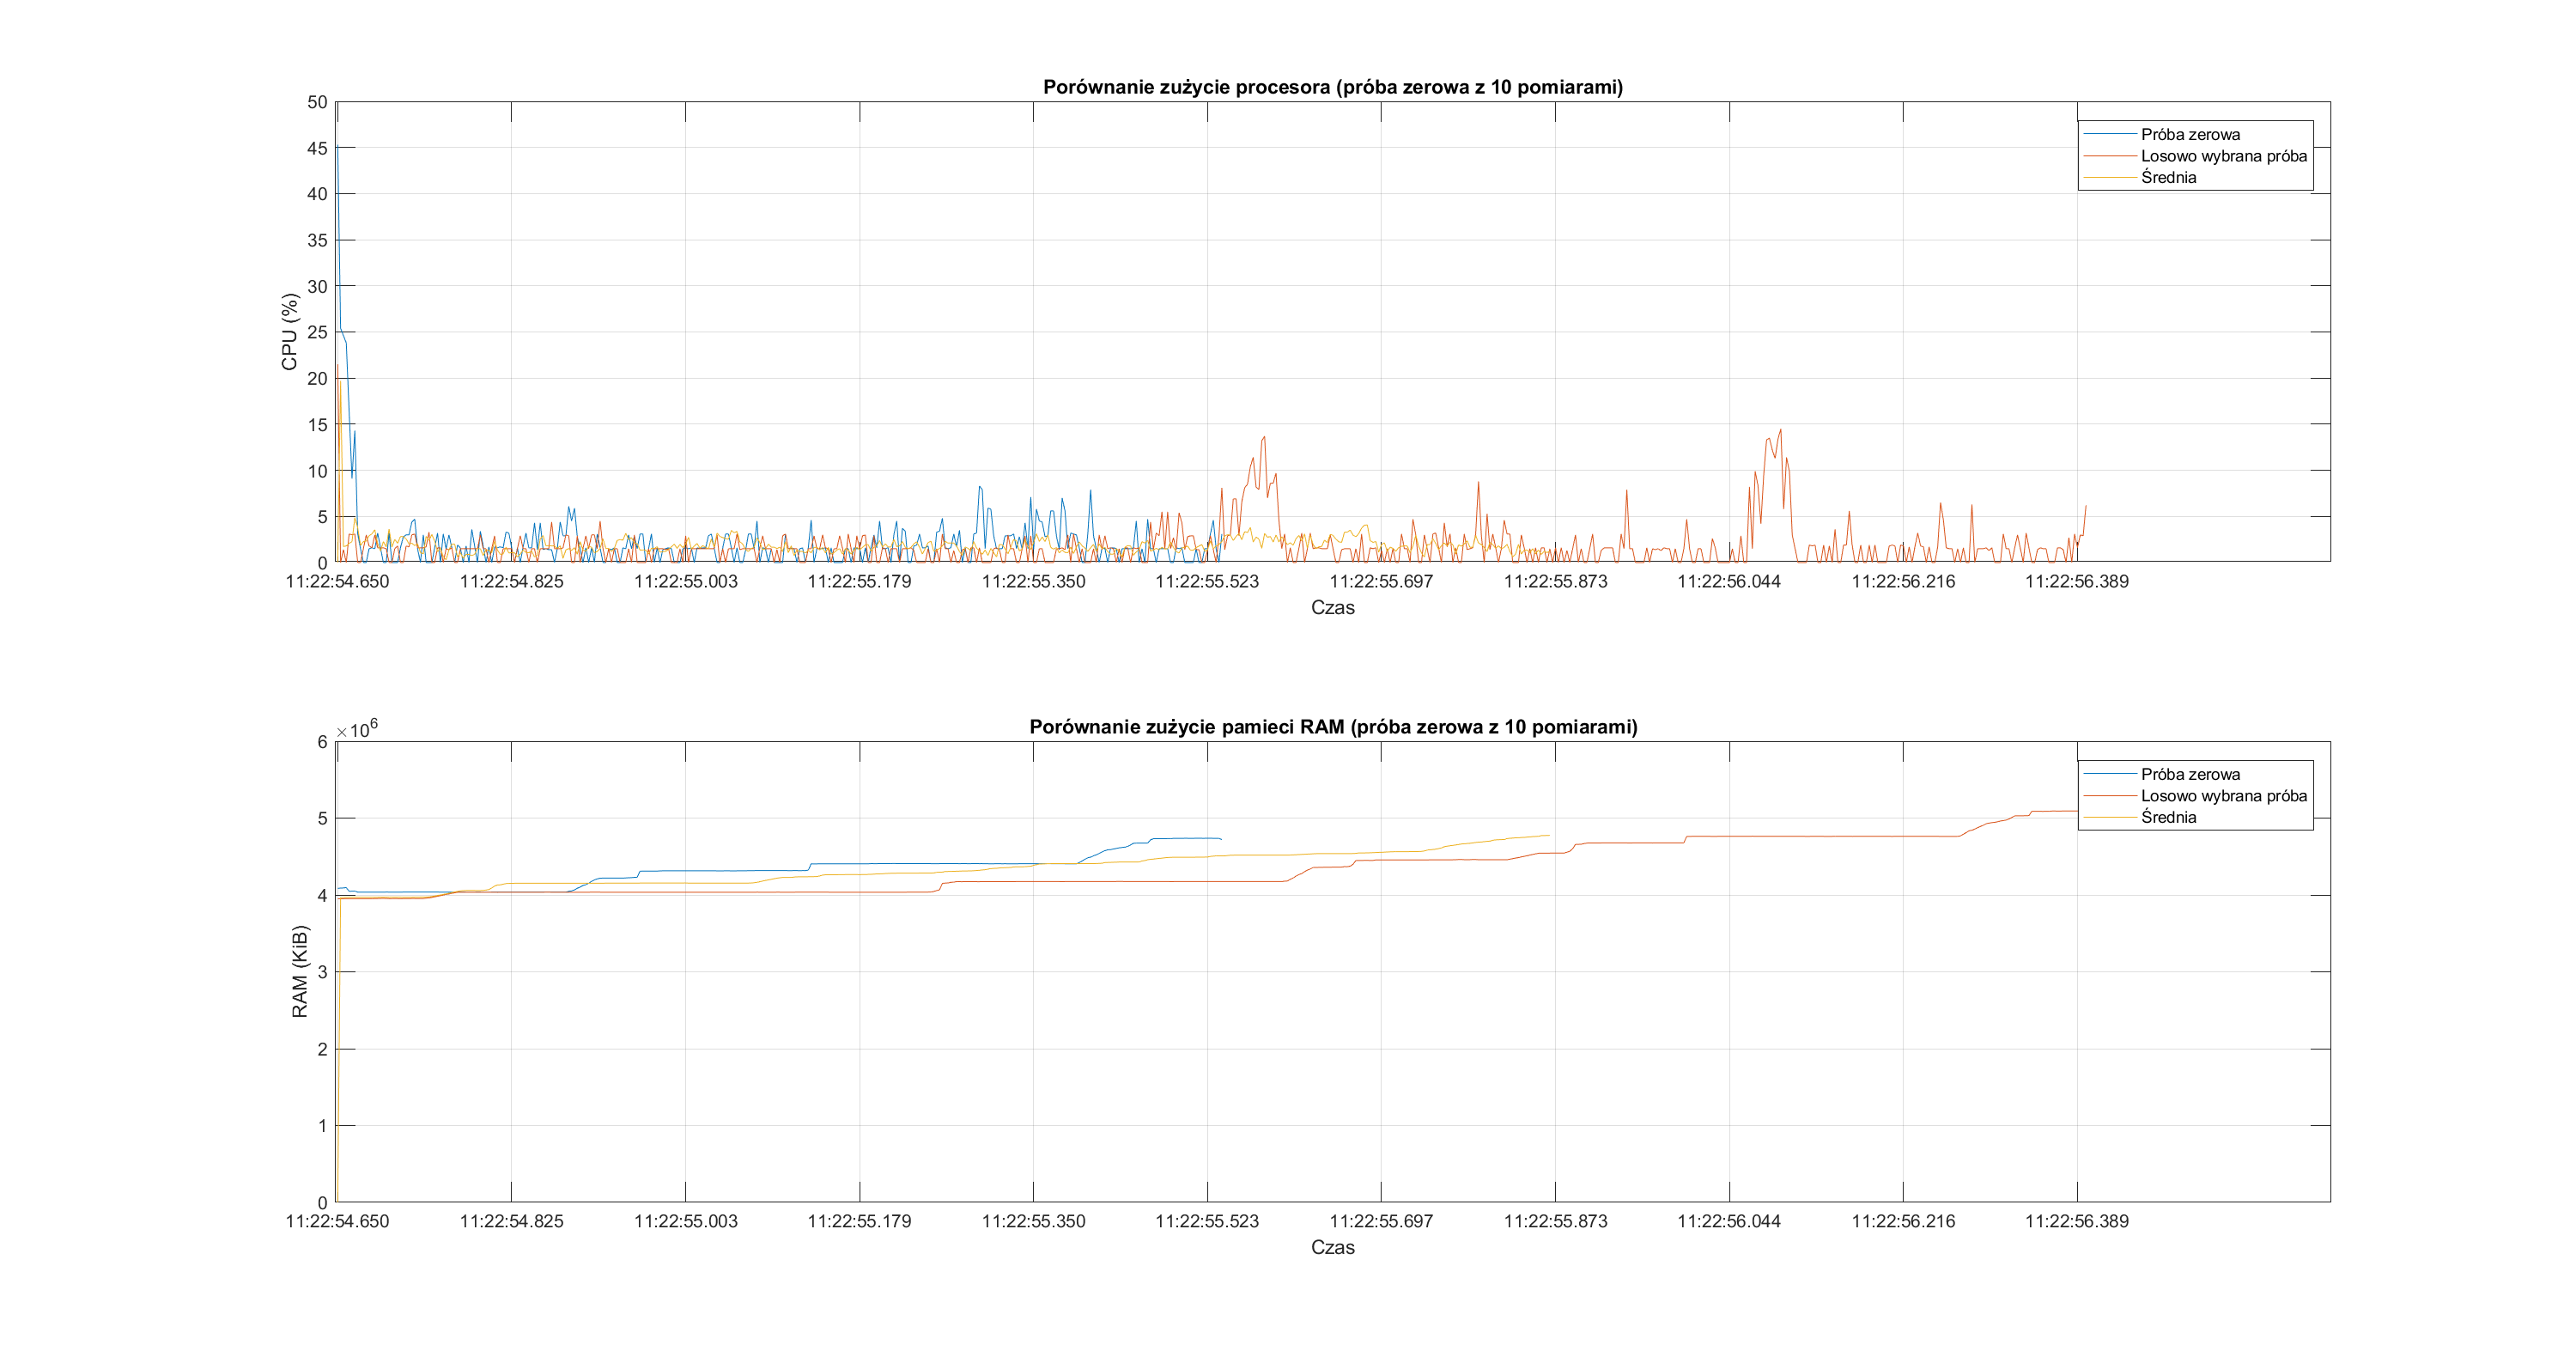 Porównanie zużycie procesora (próba zerowa z 10 pomiarami)
50
45
40
35
30
25
20
15
10
5
0
CPU (%)
Próba zerowa
Losowo wybrana próba
Średnia
11:22:54.650 11:22:54.825 11:22:55.003 11:22:55.179 11:22:55.350 11:22:55.523 11:22:55.697 11:22:55.873 11:22:56.044 11:22:56.216 11:22:56.389
Czas
Porównanie zużycie pamieci RAM (próba zerowa z 10 pomiarami)
×10^6
6
5
4
3
2
1
0
RAM (KiB)
Próba zerowa
Losowo wybrana próba
Średnia
11:22:54.650 11:22:54.825 11:22:55.003 11:22:55.179 11:22:55.350 11:22:55.523 11:22:55.697 11:22:55.873 11:22:56.044 11:22:56.216 11:22:56.389
Czas